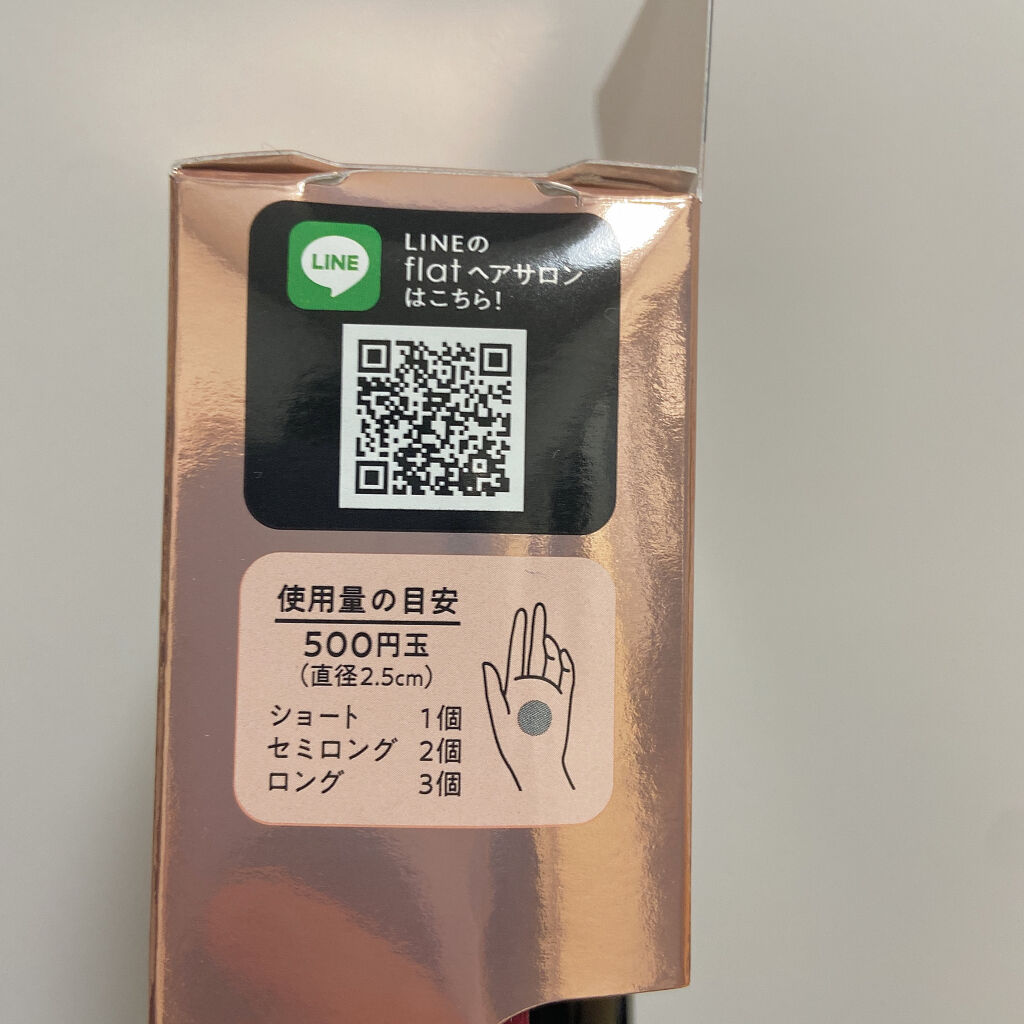 LINE
LINEの
flat ヘアサロン
はこちら!
使用量の目安
500円玉
(直径2.5cm)
ショート 1個
セミロング 2個
ロング 3個